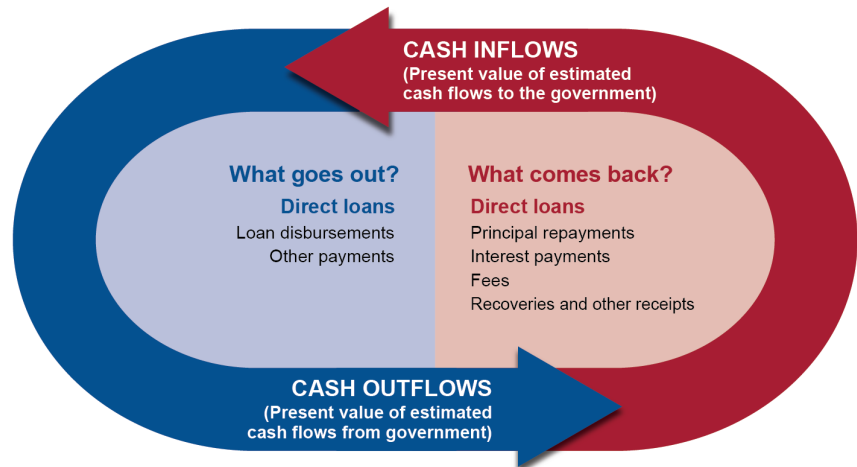 CASH INFLOWS
(Present value of estimated
cash flows to the government)
What goes out?
Direct loans
Loan disbursements
Other payments
What comes back?
Direct loans
Principal repayments
Interest payments
Fees
Recoveries and other receipts
CASH OUTFLOWS
(Present value of estimated
cash flows from government)